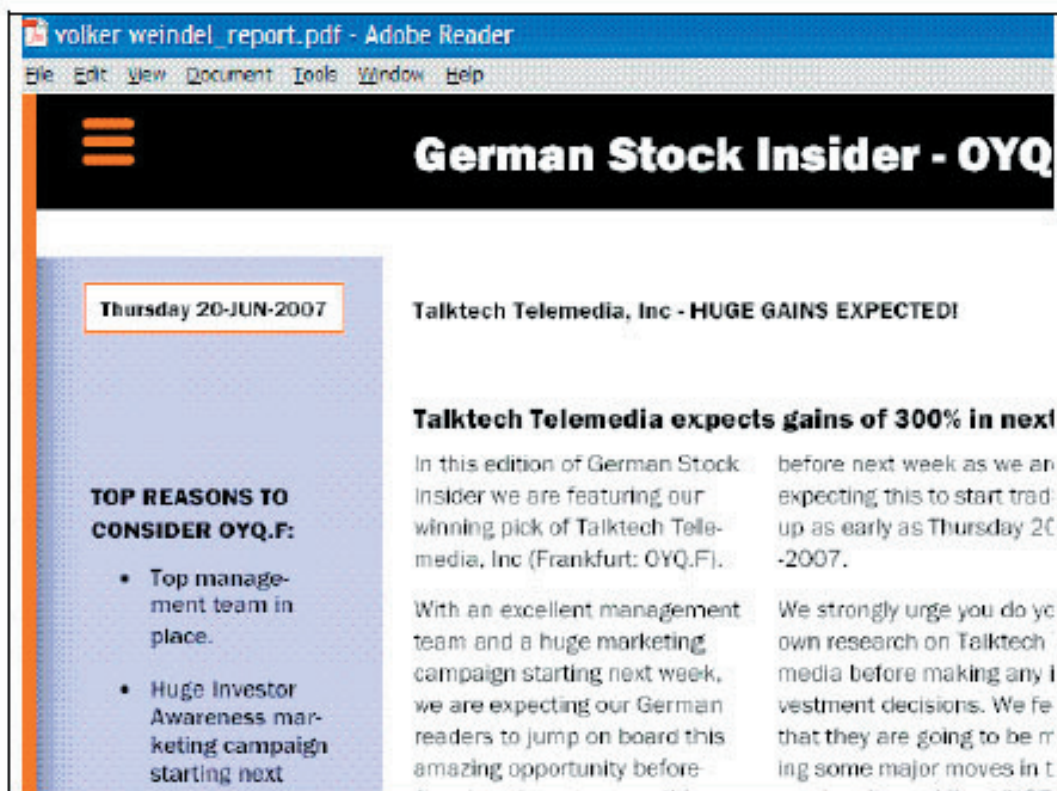 volker weindel_report.pdf - Adobe Reader
File Edit View Document Tools Window Help
German Stock Insider - OYQ
Thursday 20-JUN-2007
TOP REASONS TO
CONSIDER OYQ.F:
• Top manage-
ment team in
place.
• Huge Investor
Awareness mar-
keting campaign
starting next
Talktech Telemedia, Inc - HUGE GAINS EXPECTED!
Talktech Telemedia expects gains of 300% in next
In this edition of German Stock
Insider we are featuring our
winning pick of Talktech Tele-
media, Inc (Frankfurt: OYQ.F).
With an excellent management
team and a huge marketing
campaign starting next week,
we are expecting our German
readers to jump on board this
amazing opportunity before
before next week as we
expecting this to start trad
up as early as Thursday
-2007.
We strongly urge you do
own research on Talktech
media before making any
vestment decisions. We
that they are going to be
ing some major moves in